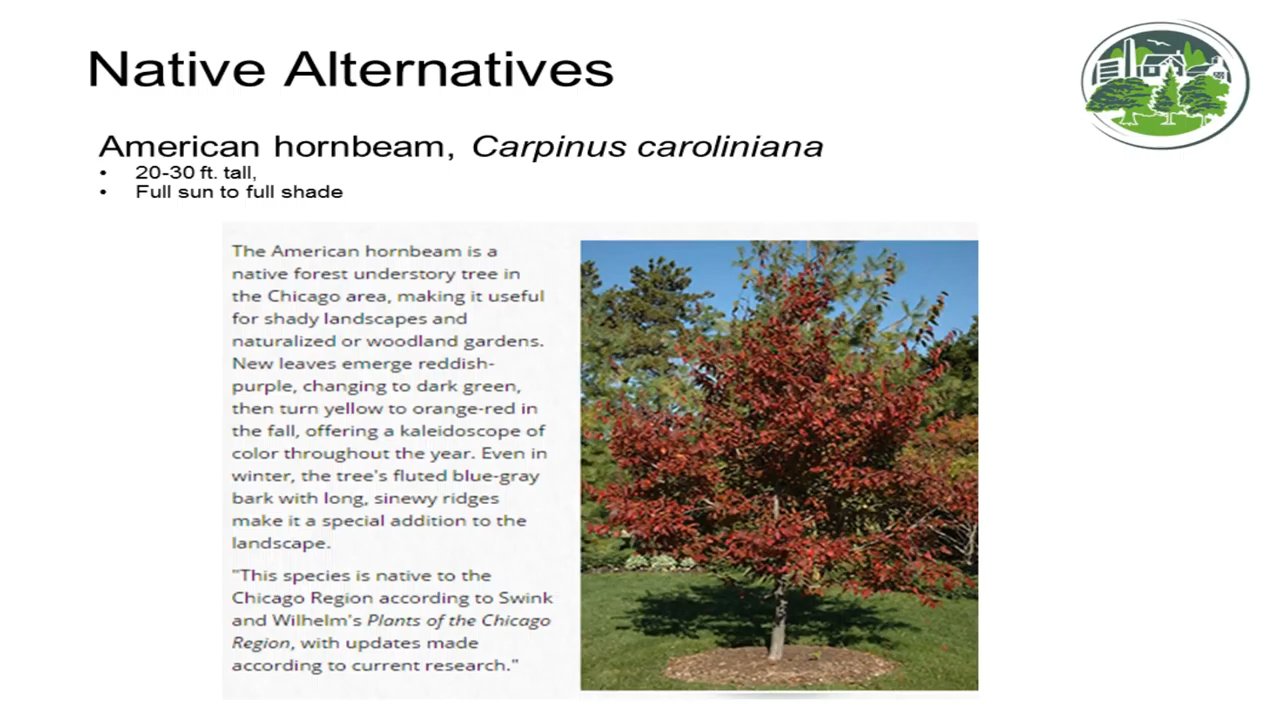 Native Alternatives
American hornbeam, Carpinus caroliniana
• 20-30 ft. tall,
• Full sun to full shade
The American hornbeam is a
native forest understory tree in
the Chicago area, making it useful
for shady landscapes and
naturalized or woodland gardens.
New leaves emerge reddish-
purple, changing to dark green,
then turn yellow to orange-red in
the fall, offering a kaleidoscope of
color throughout the year. Even in
winter, the tree's fluted blue-gray
bark with long, sinewy ridges
make it a special addition to the
landscape.
"This species is native to the
Chicago Region according to Swink
and Wilhelm's Plants of the Chicago
Region, with updates made
according to current research."